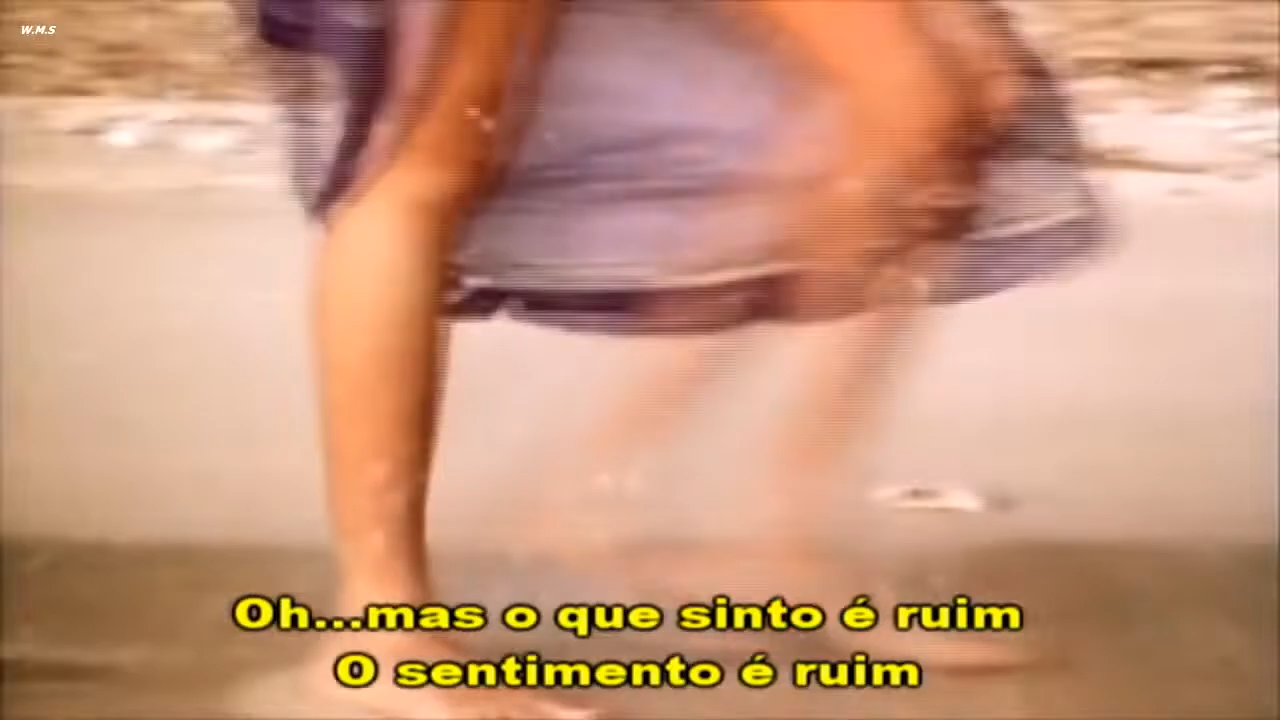 W.M.S
Oh...mas o que sinto é ruim
O sentimento é ruim